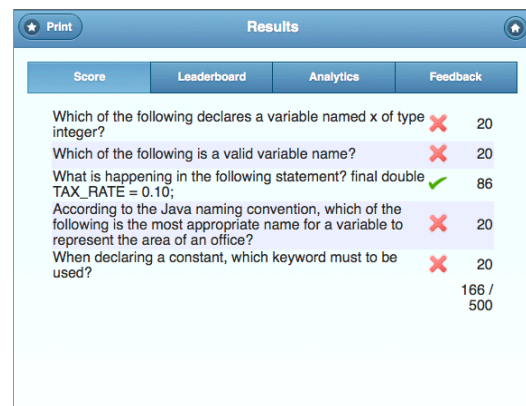 Print
Results
Score
Leaderboard
Analytics
Feedback
Which of the following declares a variable named x of type
integer?
20
Which of the following is a valid variable name?
20
What is happening in the following statement? final double
TAX_RATE = 0.10;
86
According to the Java naming convention, which of the
following is the most appropriate name for a variable to
represent the area of an office?
20
When declaring a constant, which keyword must to be
used?
20
166 /
500